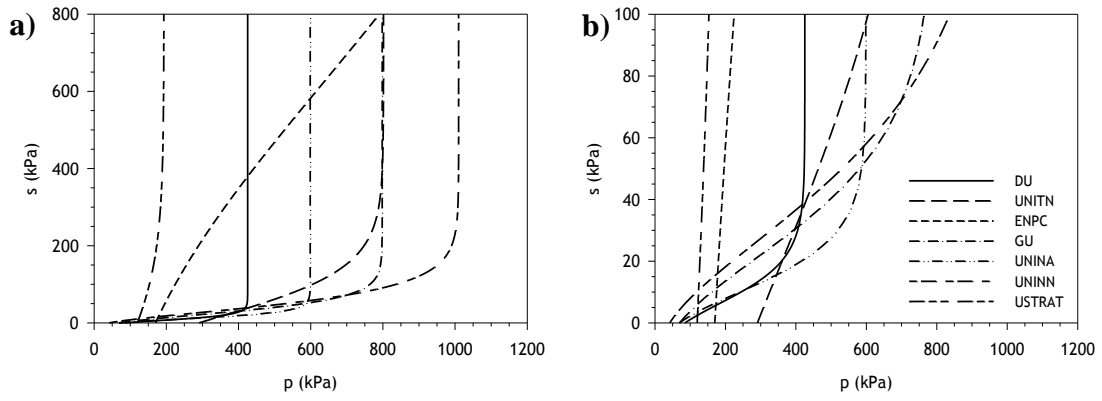 a)
s (kPa)
800
600
400
200
0
0 200 400 600 800 1000 1200
p (kPa)
b)
s (kPa)
100
80
60
40
20
0
0 200 400 600 800 1000 1200
p (kPa)
DU
UNITN
ENPC
GU
UNINA
UNINN
USTRAT